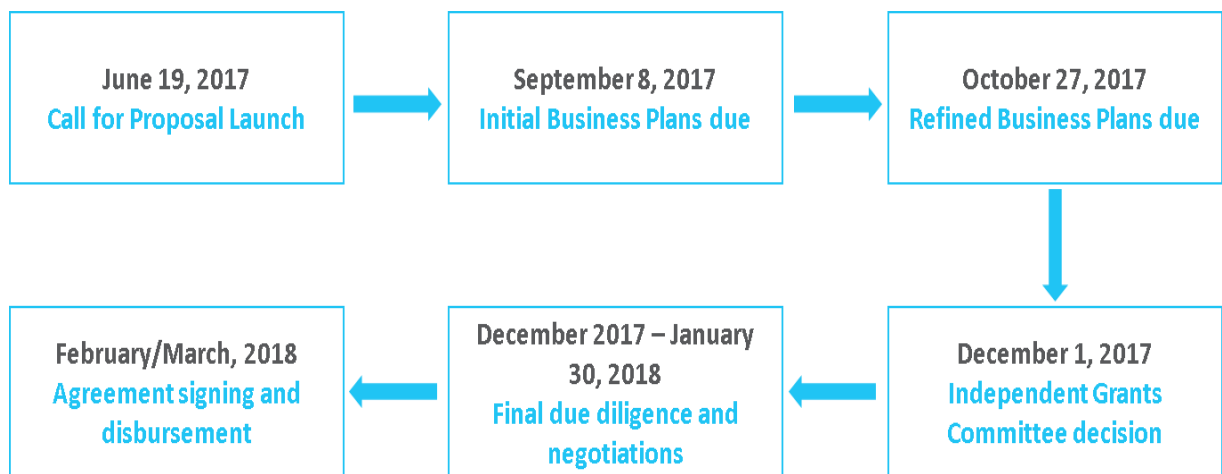 June 19, 2017
Call for Proposal Launch
September 8, 2017
Initial Business Plans due
October 27, 2017
Refined Business Plans due
December 1, 2017
Independent Grants
Committee decision
December 2017 – January
30, 2018
Final due diligence and
negotiations
February/March, 2018
Agreement signing and
disbursement